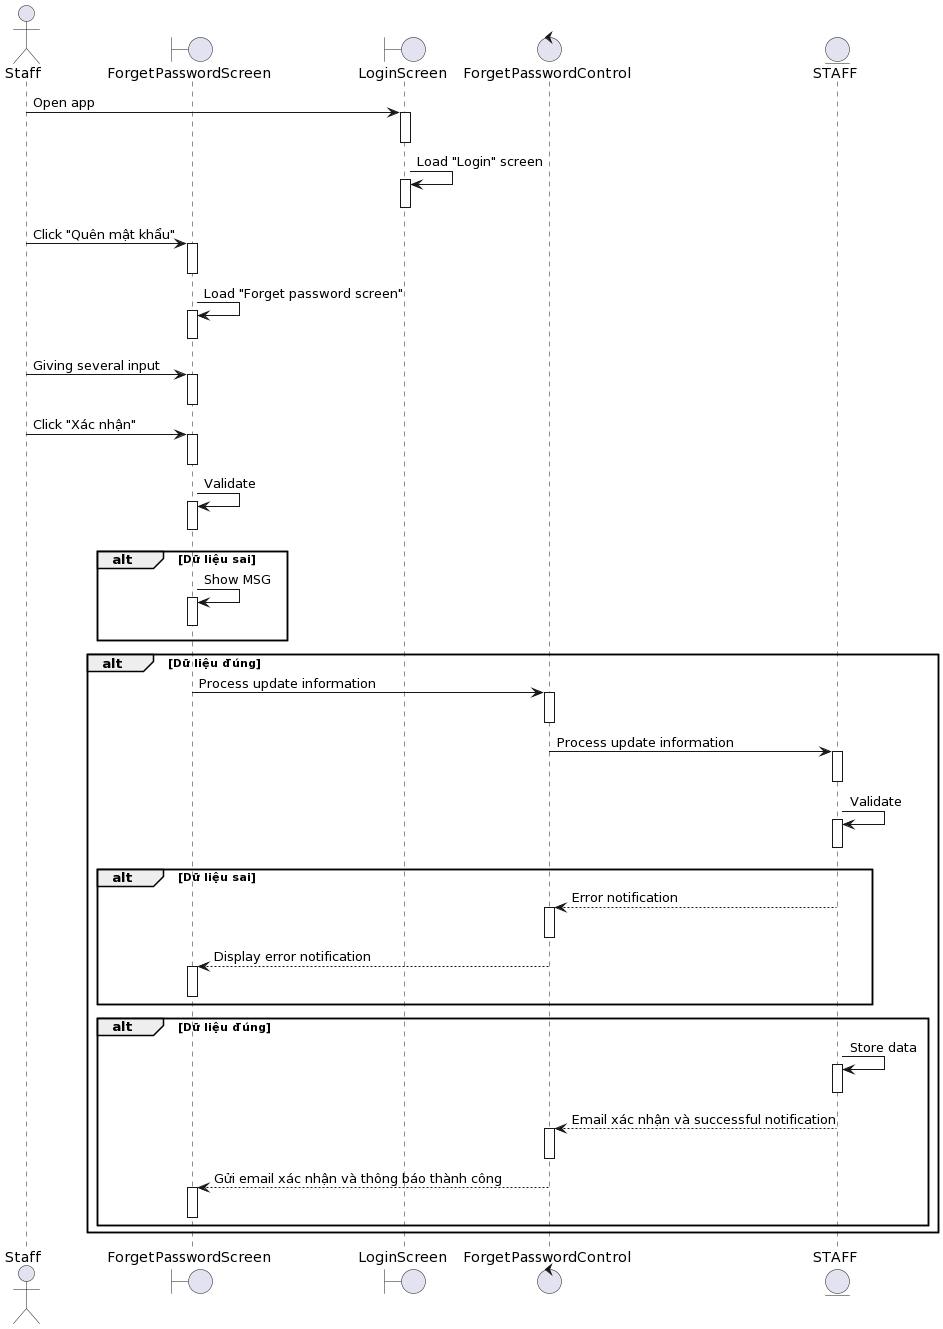 Staff
ForgetPasswordScreen
LoginScreen
ForgetPasswordControl
STAFF
Open app
Load "Login" screen
Click "Quên mật khẩu"
Load "Forget password screen"
Giving several input
Click "Xác nhận"
Validate
alt
[Dữ liệu sai]
Show MSG
alt
[Dữ liệu đúng]
Process update information
Process update information
Validate
alt
[Dữ liệu sai]
Error notification
Display error notification
alt
[Dữ liệu đúng]
Store data
Email xác nhận và successful notification
Gửi email xác nhận và thông báo thành công
Staff
ForgetPasswordScreen
LoginScreen
ForgetPasswordControl
STAFF